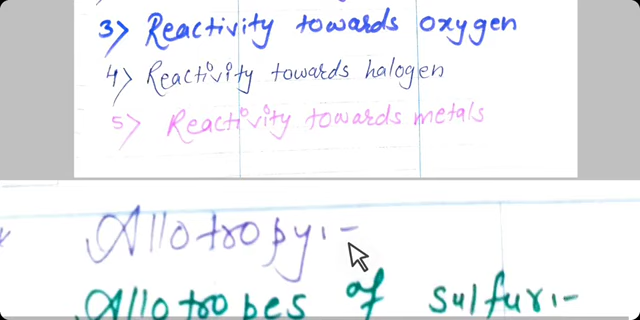 3) Reactivity towards oxygen
4) Reactivity towards halogen
5) Reactivity towards metals
Allotropy:-
Allotropes of sulfur:-